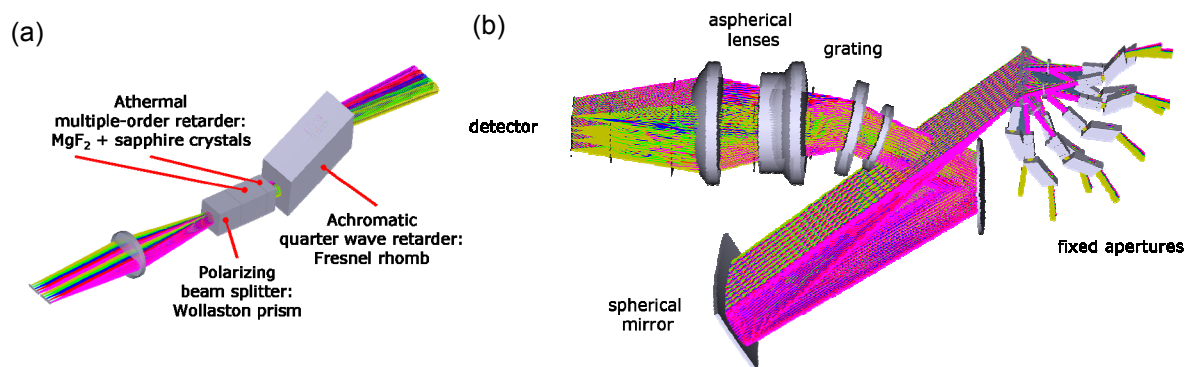 (a)
Athermal
multiple-order retarder:
MgF₂ + sapphire crystals
Achromatic
quarter wave retarder:
Fresnel rhomb
Polarizing
beam splitter:
Wollaston prism
(b)
aspherical
lenses
grating
detector
spherical
mirror
fixed apertures